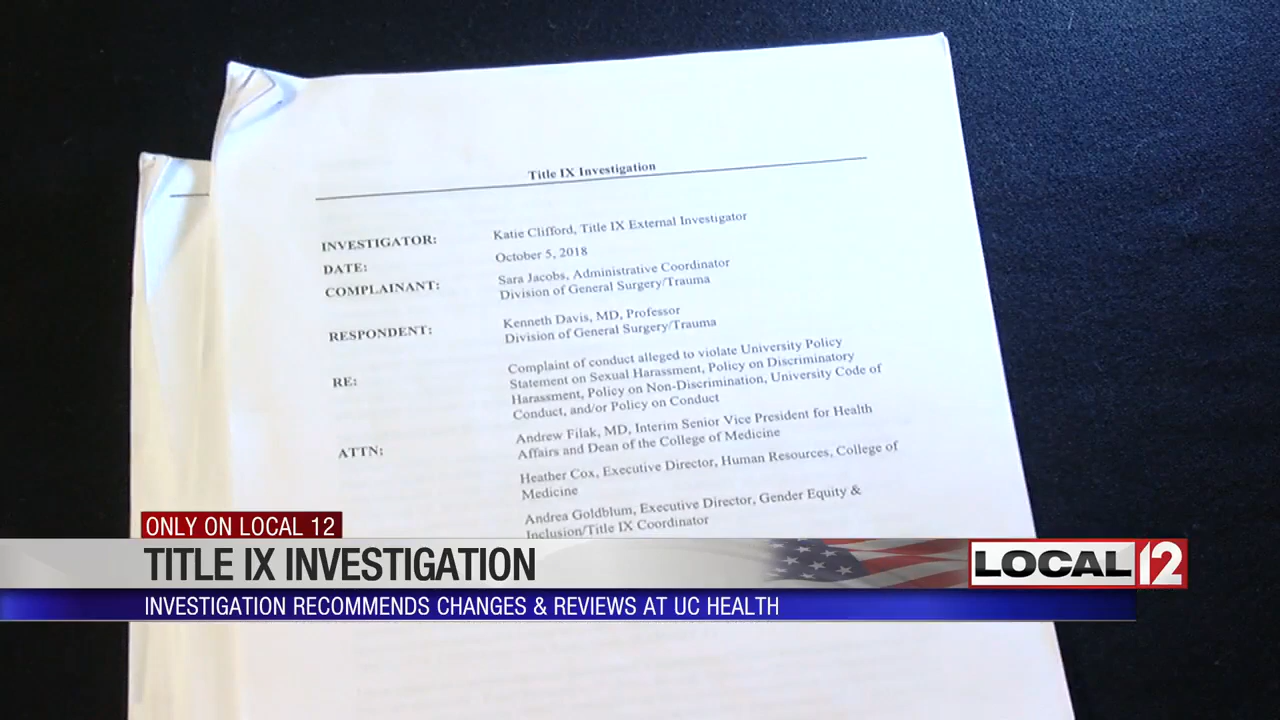 Title IX Investigation
INVESTIGATOR: Katie Clifford, Title IX External Investigator
DATE: October 5, 2018
COMPLAINANT: Sara Jacobs, Administrative Coordinator
Division of General Surgery/Trauma
RESPONDENT: Kenneth Davis, MD, Professor
Division of General Surgery/Trauma
RE: Complaint of conduct alleged to violate University Policy
Statement on Sexual Harassment, Policy on Discriminatory
Harassment, Policy on Non-Discrimination, University Code of
Conduct, and/or Policy on Conduct
ATTN: Andrew Filak, MD, Interim Senior Vice President for Health
Affairs and Dean of the College of Medicine
Heather Cox, Executive Director, Human Resources, College of
Medicine
Andrea Goldblum, Executive Director, Gender Equity &
Inclusion/Title IX Coordinator
ONLY ON LOCAL 12
TITLE IX INVESTIGATION
LOCAL 12
INVESTIGATION RECOMMENDS CHANGES & REVIEWS AT UC HEALTH